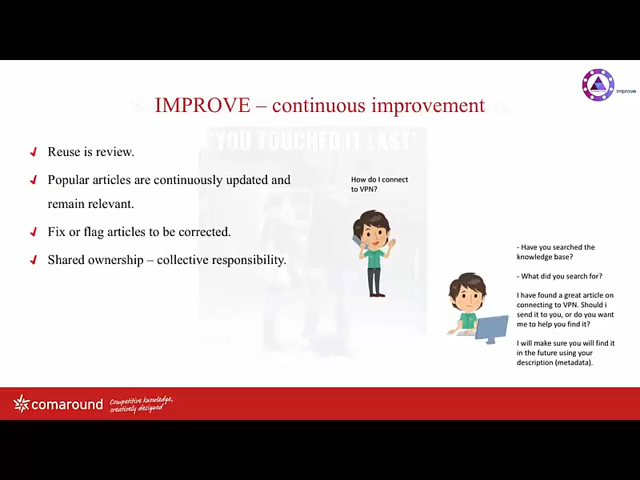 improve
IMPROVE – continuous improvement
"YOU TOUCHED IT LAST"
Reuse is review.
Popular articles are continuously updated and
remain relevant.
Fix or flag articles to be corrected.
Shared ownership – collective responsibility.
How do I connect
to VPN?
- Have you searched the
knowledge base?
- What did you search for?
I have found a great article on
connecting to VPN. Should i
send it to you, or do you want
me to help you find it?
I will make sure you will find it
in the future using your
description (metadata).
comaround
Competitive knowledge,
creatively designed